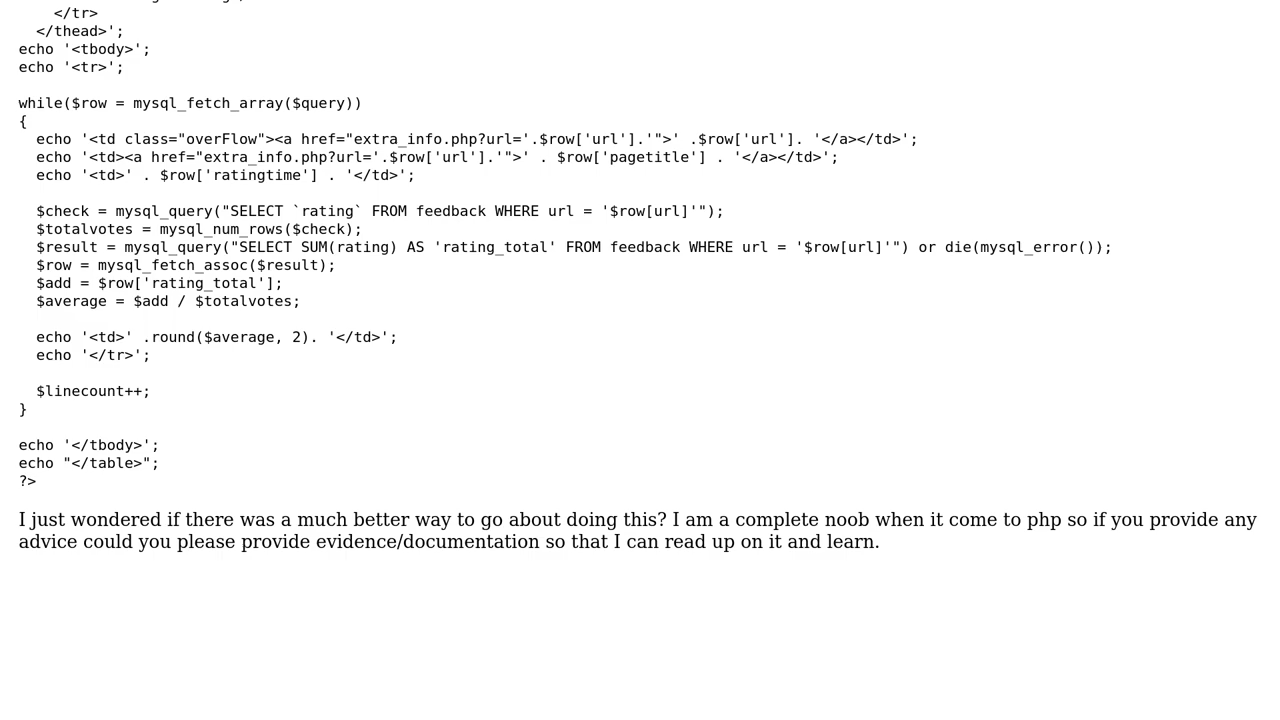 </tr>
</thead>';
echo '<tbody>';
echo '<tr>';
while($row = mysql_fetch_array($query))
{
echo '<td class="overFlow"><a href="extra_info.php?url='.$row['url'].'">' .$row['url']. '</a></td>';
echo '<td><a href="extra_info.php?url='.$row['url'].'">' . $row['pagetitle'] . '</a></td>';
echo '<td>' . $row['ratingtime'] . '</td>';
$check = mysql_query("SELECT `rating` FROM feedback WHERE url = '$row[url]'");
$totalvotes = mysql_num_rows($check);
$result = mysql_query("SELECT SUM(rating) AS 'rating_total' FROM feedback WHERE url = '$row[url]'") or die(mysql_error());
$row = mysql_fetch_assoc($result);
$add = $row['rating_total'];
$average = $add / $totalvotes;
echo '<td>' .round($average, 2). '</td>';
echo '</tr>';
$linecount++;
}
echo '</tbody>';
echo "</table>";
?>
I just wondered if there was a much better way to go about doing this? I am a complete noob when it come to php so if you provide any
advice could you please provide evidence/documentation so that I can read up on it and learn.